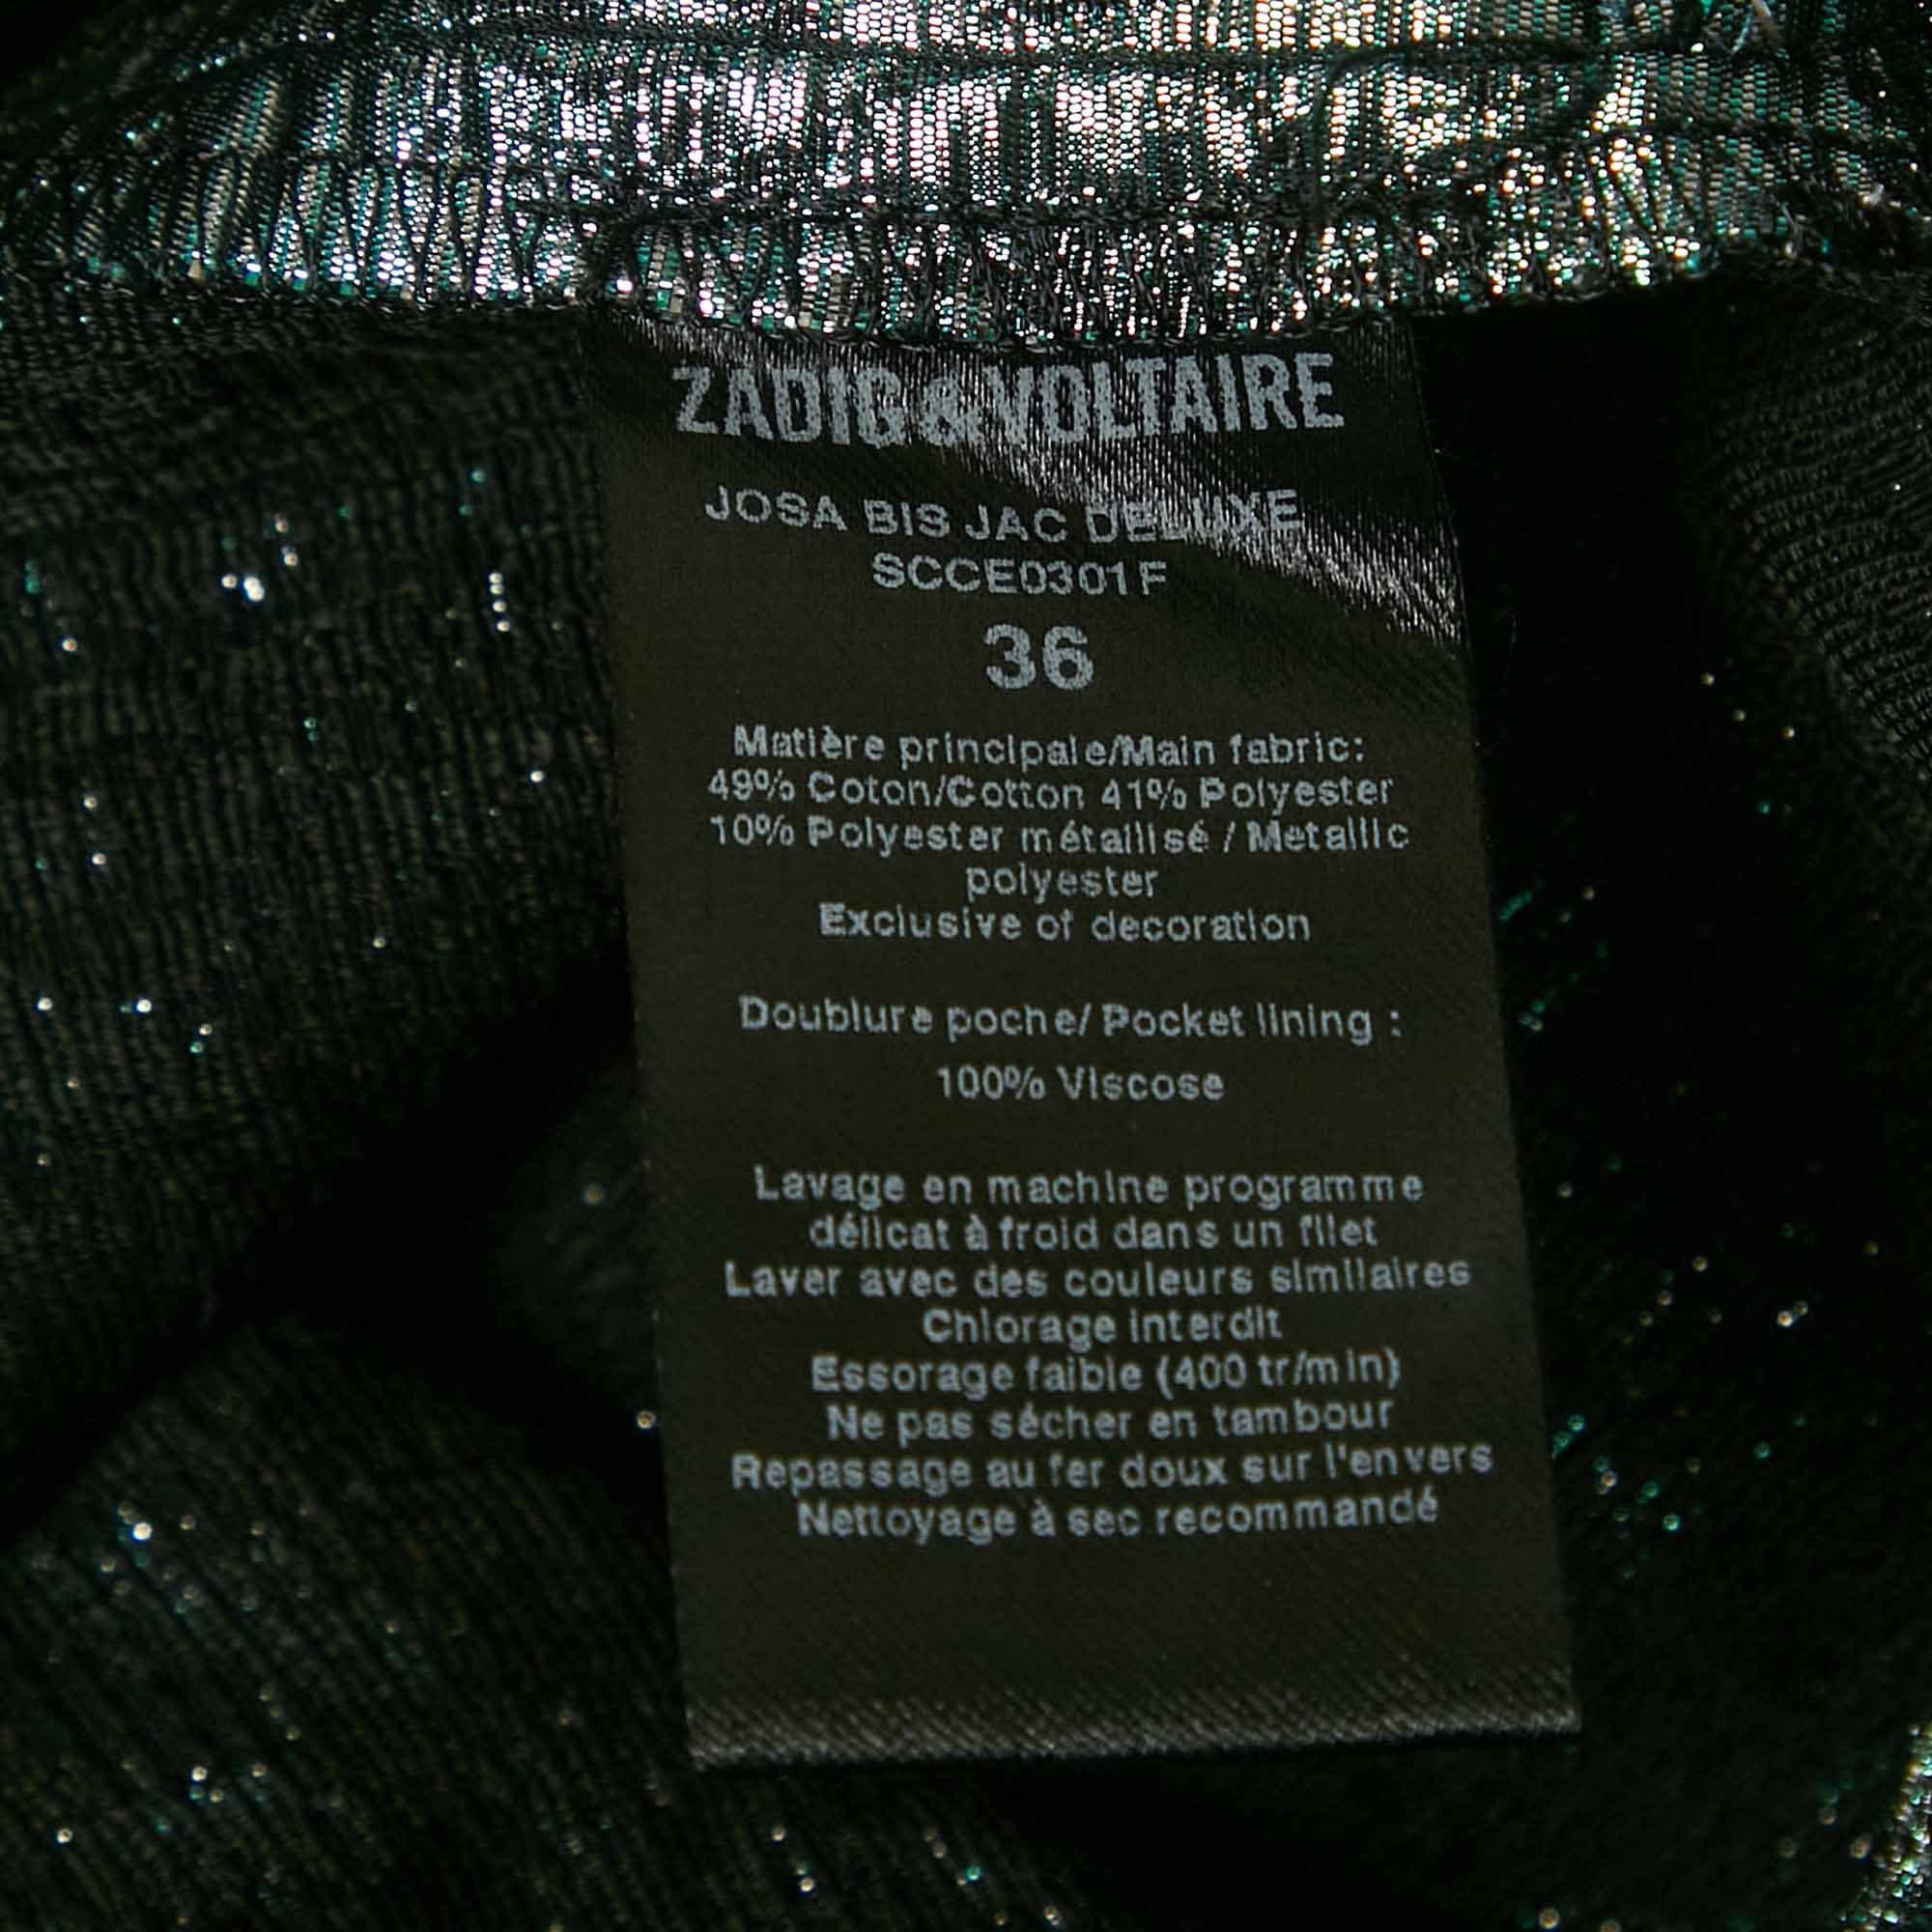 ZADIG&VOLTAIRE
JOSA BIS JAC DELUXE
SCCE0301F
36
Matière principale/Main fabric:
49% Coton/Cotton 41% Polyester
10% Polyester métallisé / Metallic
polyester
Exclusive of decoration
Doublure poche/ Pocket lining :
100% Viscose
Lavage en machine programme
délicat à froid dans un filet
Laver avec des couleurs similaires
Chlorage interdit
Essorage faible (400 tr/min)
Ne pas sécher en tambour
Repassage au fer doux sur l'envers
Nettoyage à sec recommandé